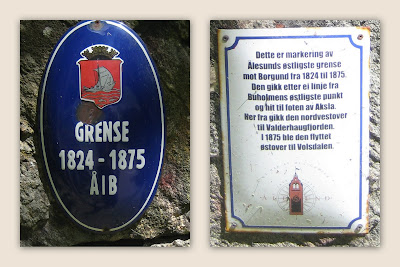 GRENSE
1824 - 1875
ÅIB
Dette er markering av
Ålesunds østligste grense
mot Borgund fra 1824 til 1875.
Den gikk etter ei linje fra
Buholmens østligste punkt
og hit til foten av Aksla.
Her fra gikk den nordvestover
til Valderhaugfjorden.
I 1875 ble den flyttet
østover til Volsdalen.